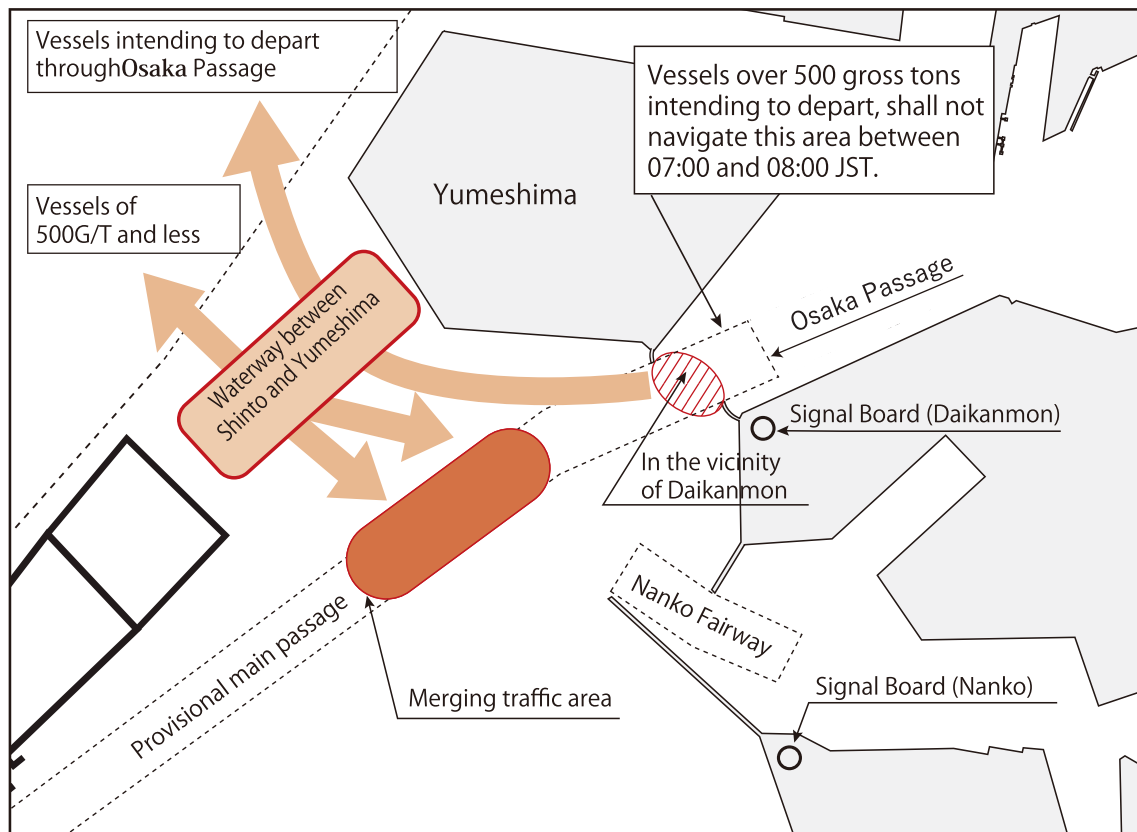 Vessels intending to depart
throughOsaka Passage
Vessels over 500 gross tons
intending to depart, shall not
navigate this area between
07:00 and 08:00 JST.
Yumeshima
Vessels of
500G/T and less
Waterway between
Shinto and Yumeshima
Osaka Passage
Signal Board (Daikanmon)
In the vicinity
of Daikanmon
Nanko Fairway
Provisional main passage
Merging traffic area
Signal Board (Nanko)